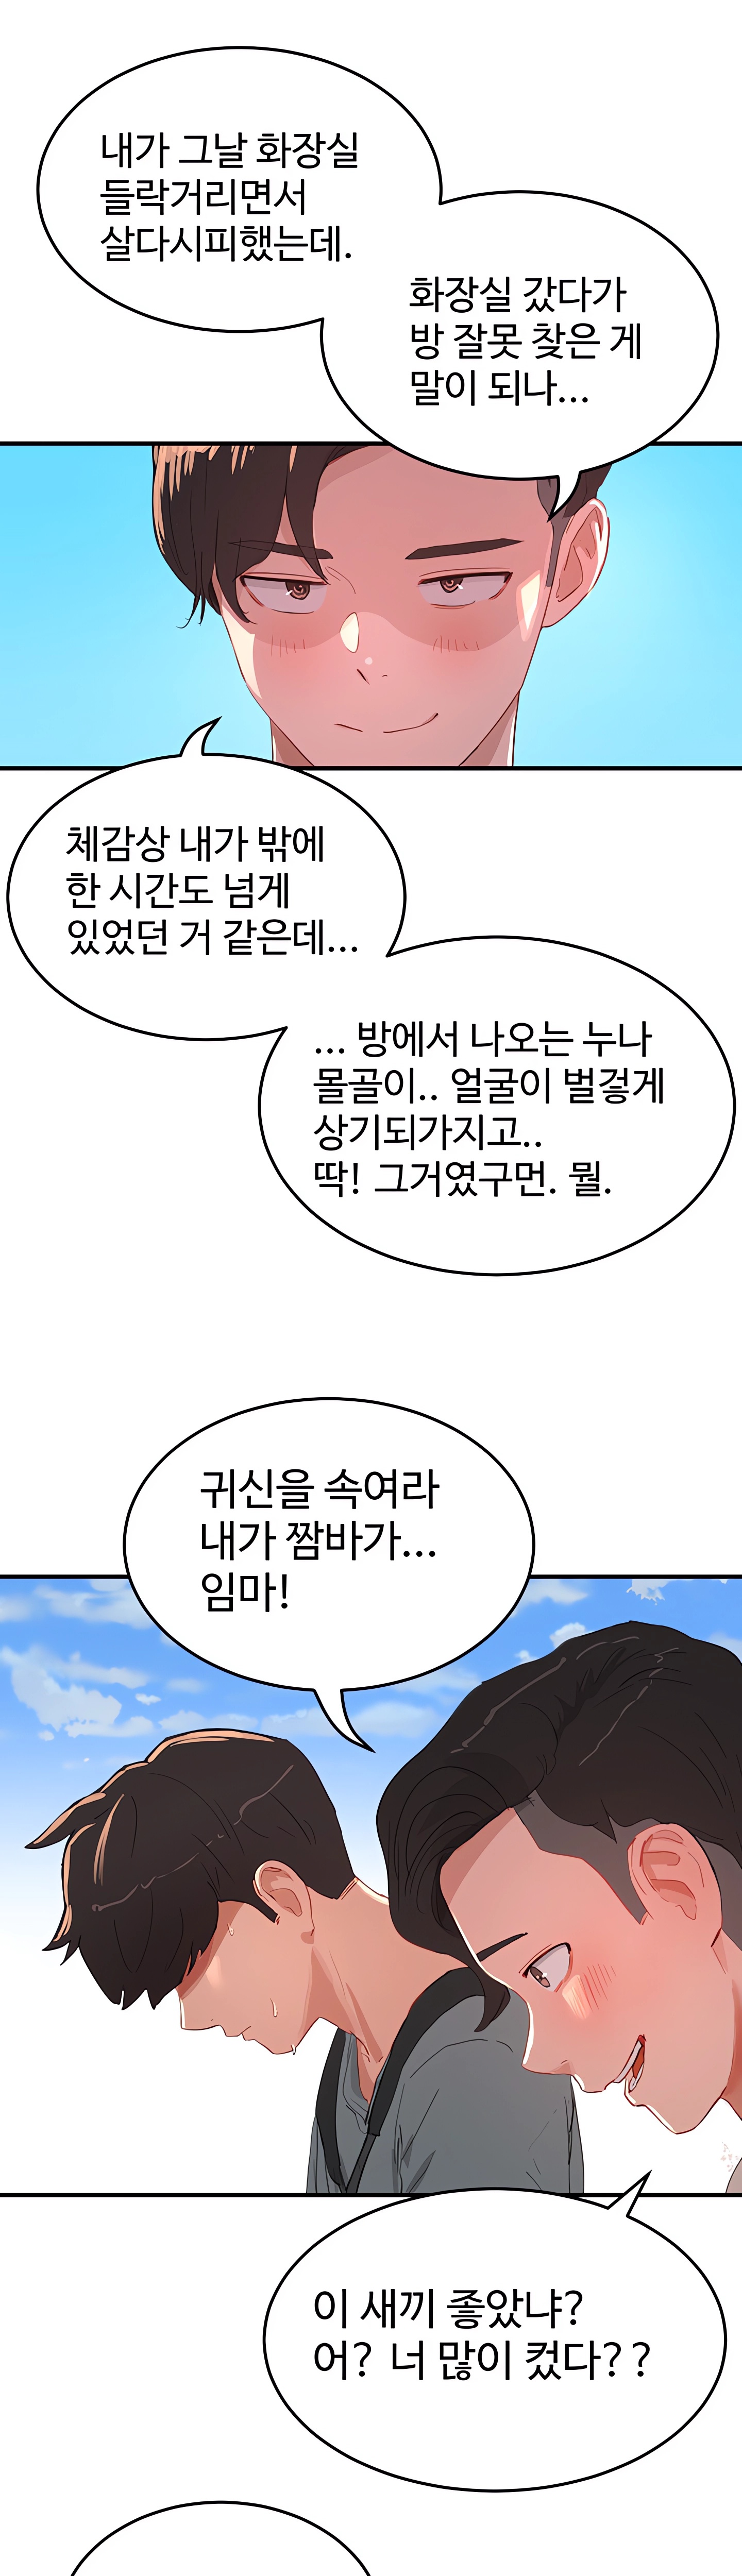 내가 그날 화장실
들락거리면서
살다시피했는데.
화장실 갔다가
방 잘못 찾은 게
말이 되나...
체감상 내가 밖에
한 시간도 넘게
있었던 거 같은데...
... 방에서 나오는 누나
몰골이.. 얼굴이 벌겋게
상기되가지고..
딱! 그거였구먼. 뭘.
귀신을 속여라
내가 짬바가...
임마!
이 새끼 좋았냐?
어? 너 많이 컸다??